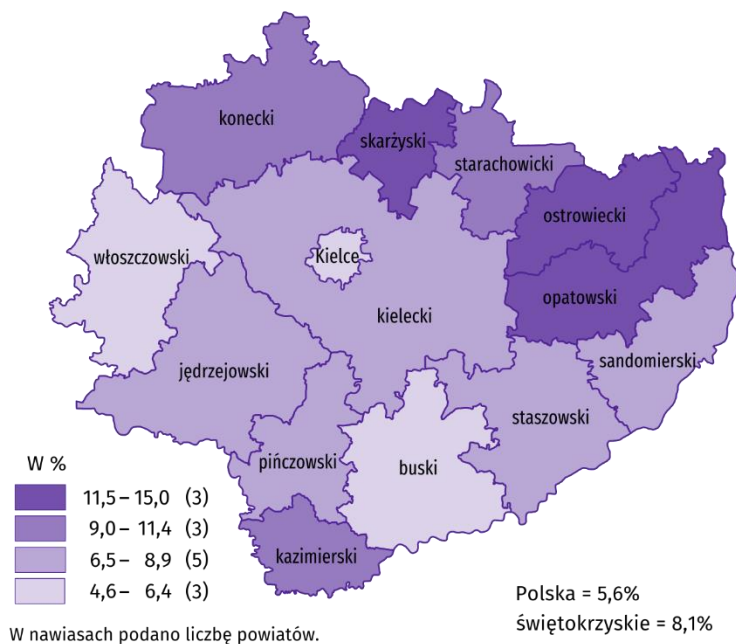 konecki
skarżyski
starachowicki
ostrowiecki
włoszczowski
Kielce
opatowski
kielecki
sandomierski
jędrzejowski
staszowski
pińczowski
buski
kazimierski
W %
11,5 – 15,0 (3)
9,0 – 11,4 (3)
6,5 – 8,9 (5)
4,6 – 6,4 (3)
Polska = 5,6%
świętokrzyskie = 8,1%
W nawiasach podano liczbę powiatów.